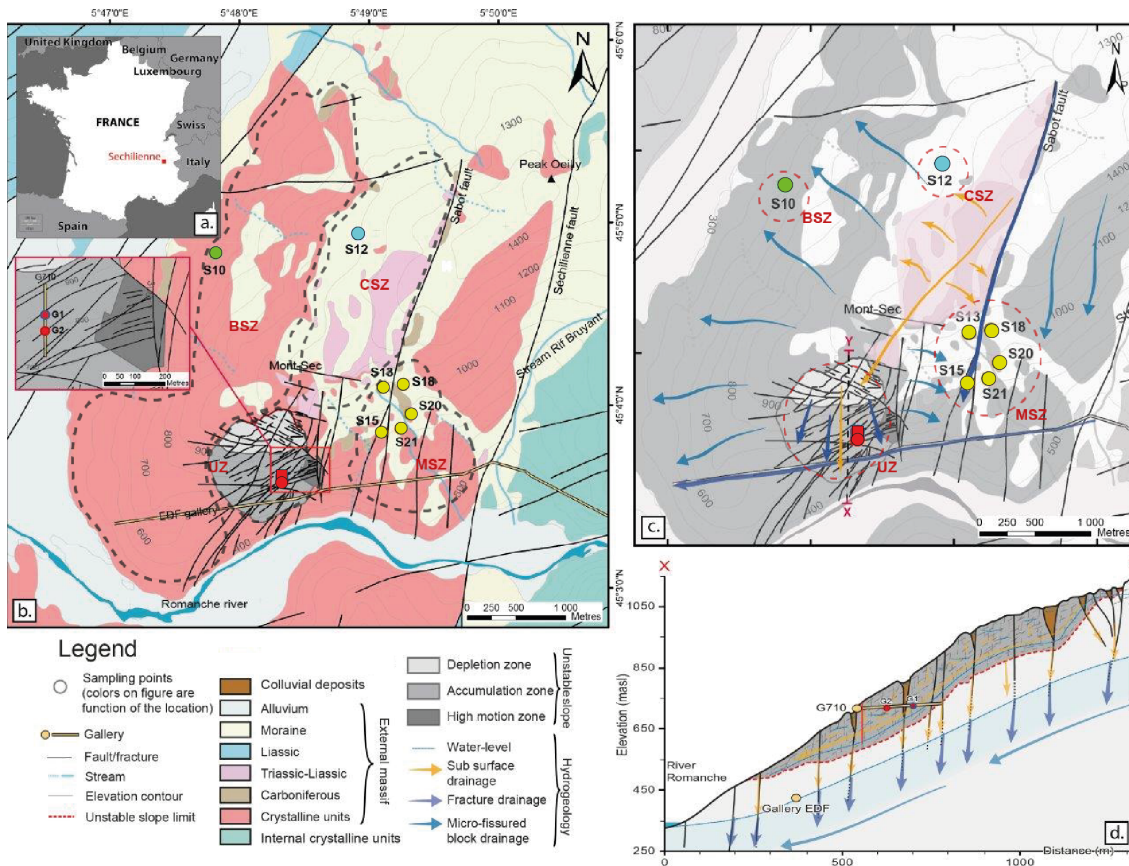 5°47'0"E
5°48'0"E
5°49'0"E
5°50'0"E
United Kingdom
Belgium
Germany
Luxembourg
FRANCE
Swiss
Sechilienne
Italy
Spain
a.
N
45°6'0"N
45°5'0"N
45°4'0"N
45°3'0"N
1300
Peak Oeilly
Sabot fault
Sechilienne fault
1400
1200
1100
1000
S12
S10
CSZ
BSZ
G710
G1
G2
0 100 200
Metres
Mont-Sec
Stream Rif Bruyant
S13
S18
S20
S15
S21
MSZ
UZ
800
900
700
600
EDF gallery
Romanche river
0 250 500 1 000
Metres
b.
800
1300
N
Sabot fault
S12
CSZ
S10
BSZ
300
1400
1100
1000
Mont-Sec
S13
S18
S20
S15
S21
MSZ
Y
900
700
UZ
600
500
400
X
0 250 500 1 000
Metres
c.
Legend
Sampling points
(colors on figure are
function of the location)
Gallery
Fault/fracture
Stream
Elevation contour
Unstable slope limit
Colluvial deposits
Alluvium
Moraine
Liassic
Triassic-Liassic
Carboniferous
Crystalline units
Internal crystalline units
External massif
Depletion zone
Accumulation zone
High motion zone
Unstable slope
Water-level
Sub surface
drainage
Fracture drainage
Micro-fissured
block drainage
Hydrogeology
X
Elevation (masl)
1050
850
650
450
250
G710
G2
G1
River
Romanche
Gallery EDF
500
1000
Distance (m)
d.